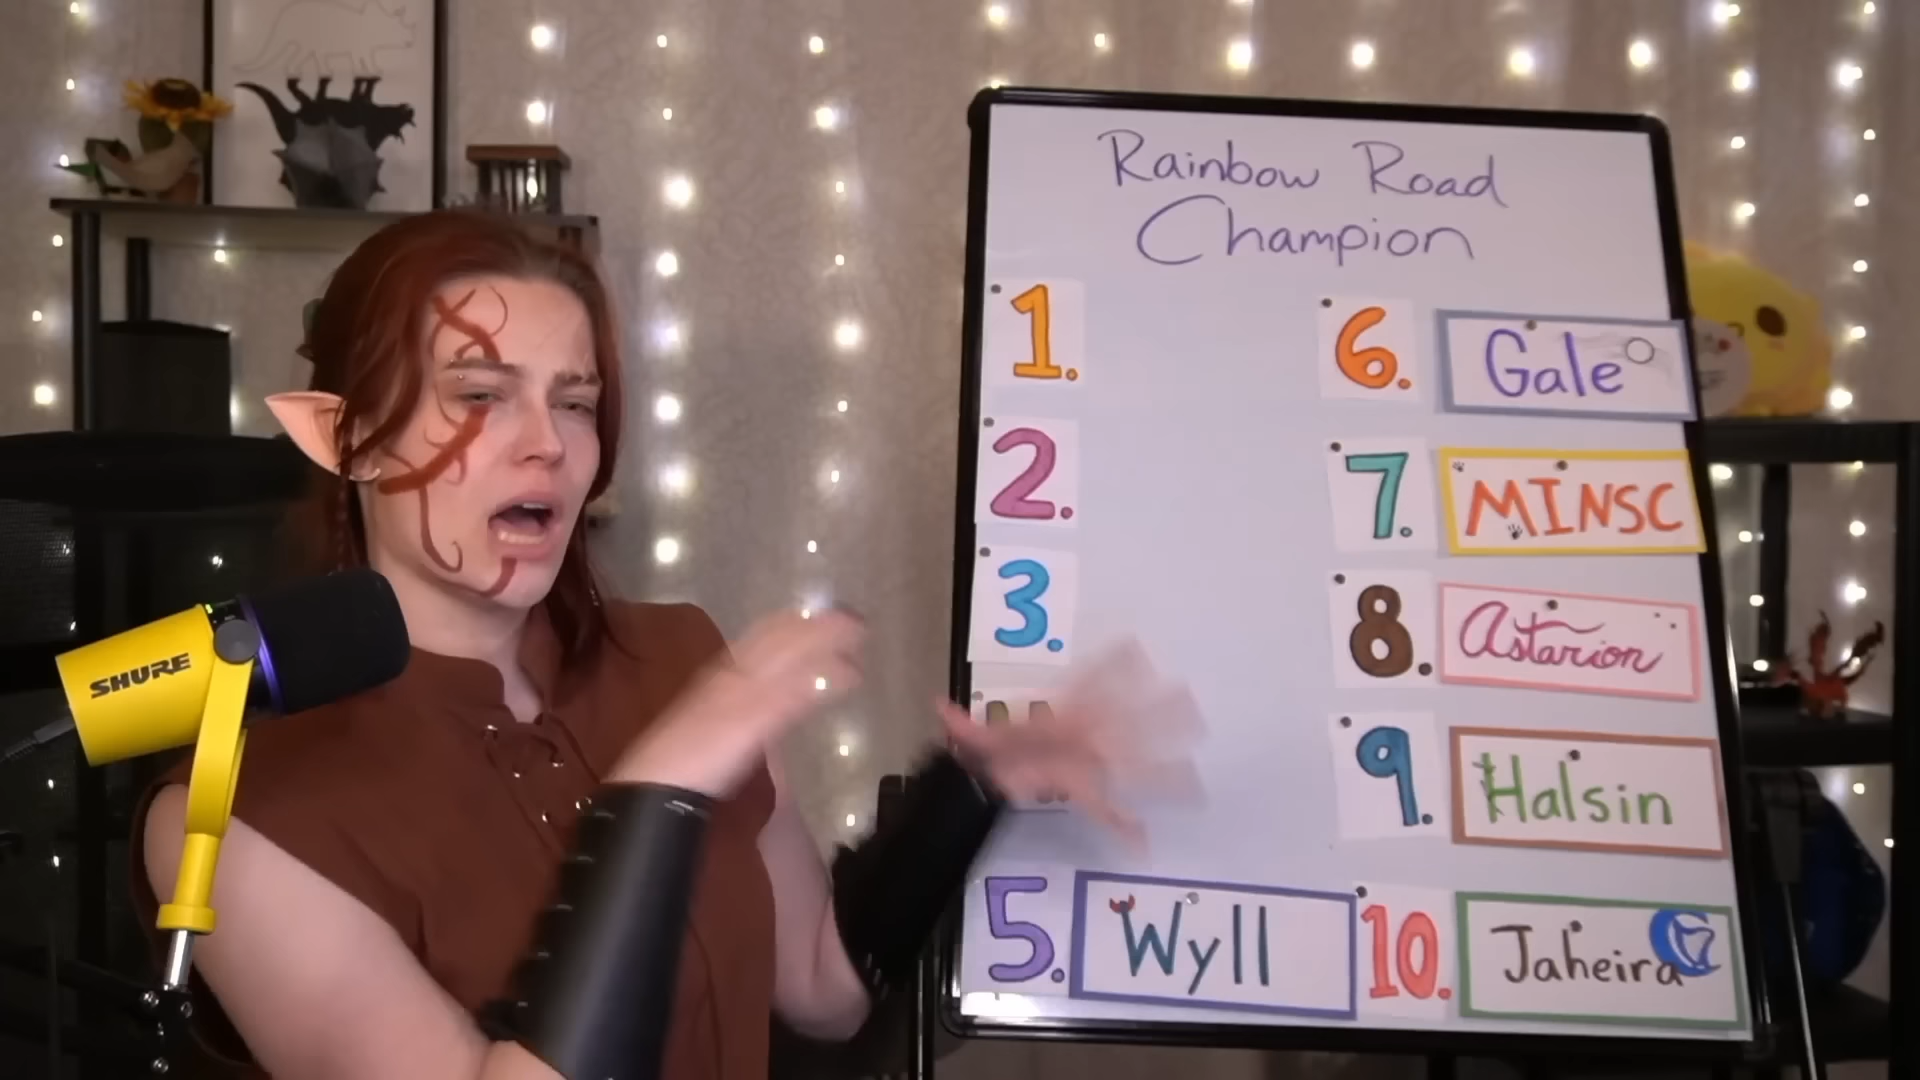 Rainbow Road
Champion
1.
2.
3.
5. Wyll
6. Gale
7. MINSC
8. Astarion
9. Halsin
10. Jaheira
SHURE